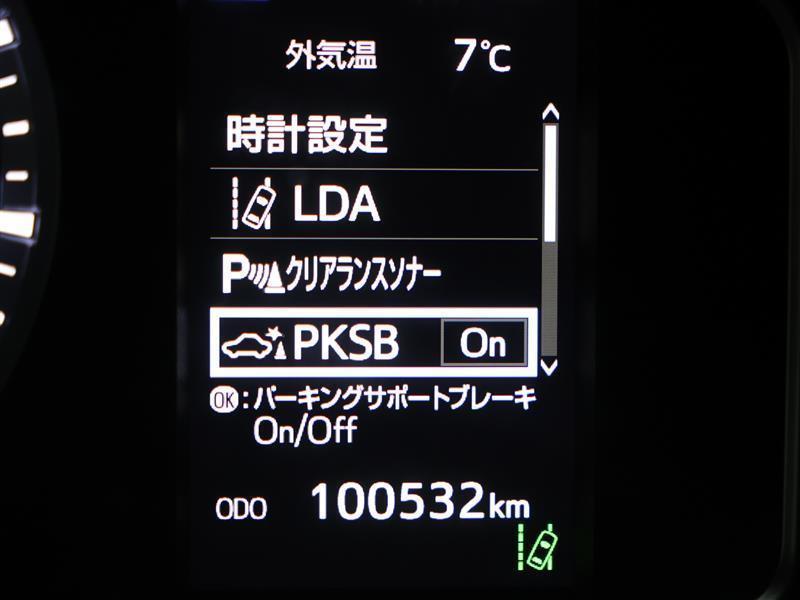 外気温 7℃
時計設定
LDA
Pクリアランスソナー
PKSB On
OK:パーキングサポートブレーキ
On/Off
ODO 100532km